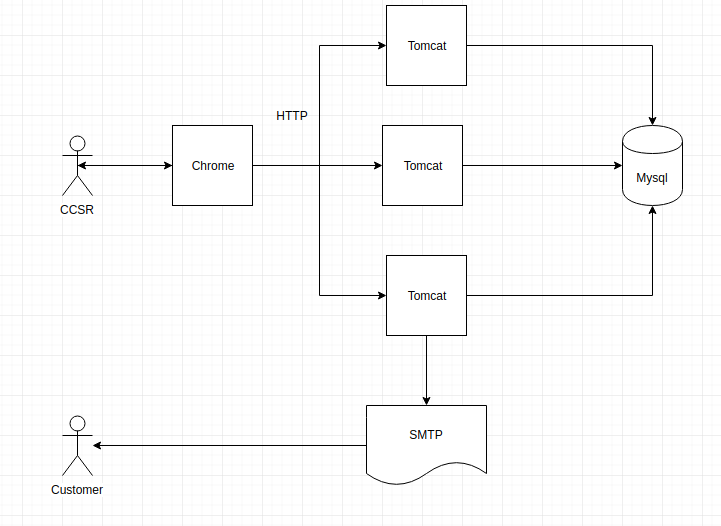 Tomcat
HTTP
Chrome
Tomcat
Mysql
CCSR
Tomcat
SMTP
Customer